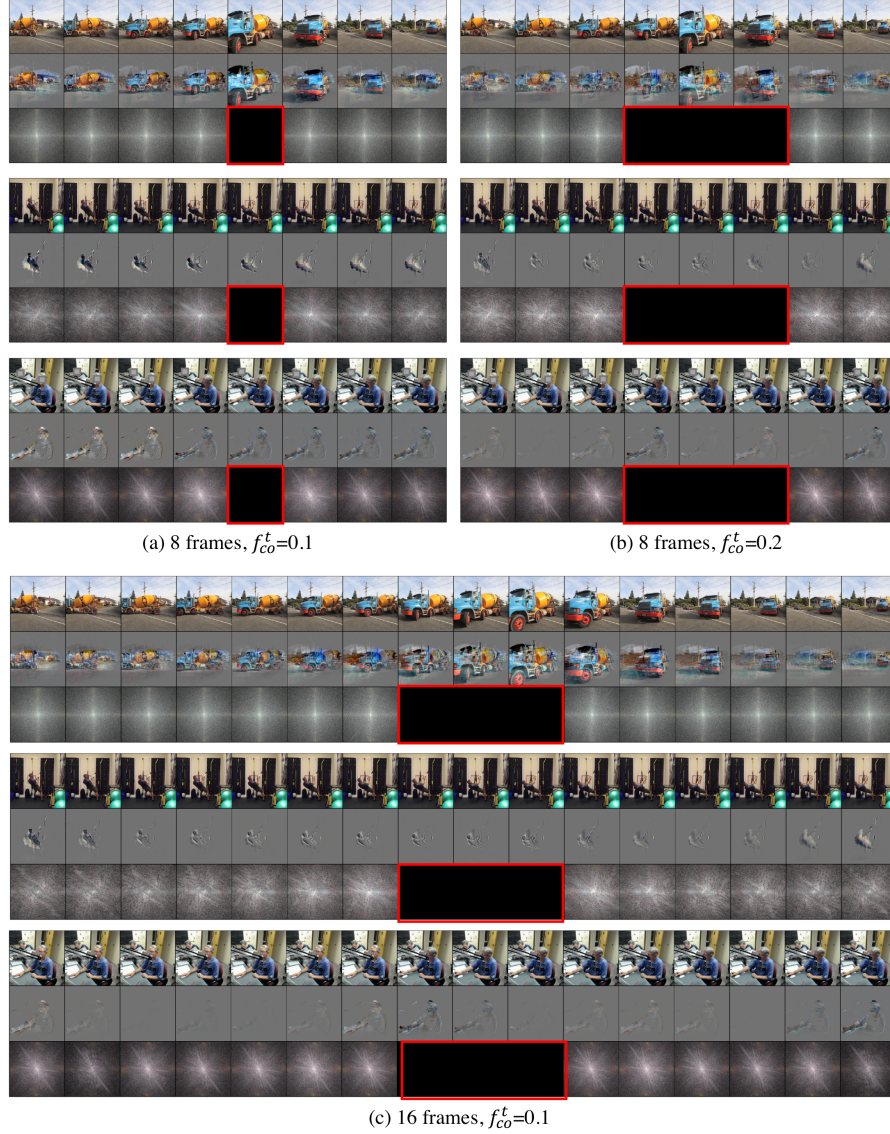 (a) 8 frames, f_{co}^{t}=0.1
(b) 8 frames, f_{co}^{t}=0.2
(c) 16 frames, f_{co}^{t}=0.1